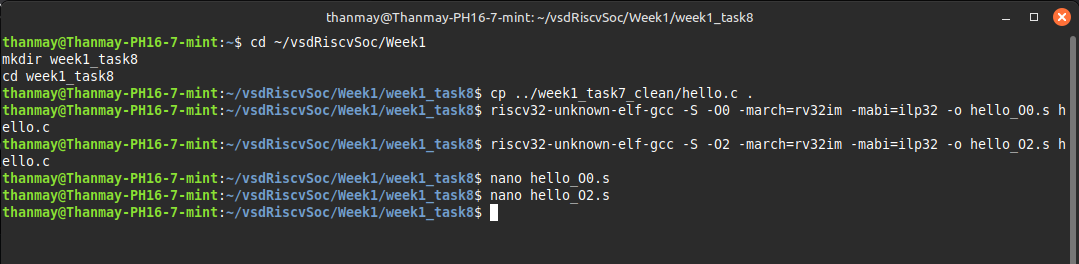 thanmay@Thanmay-PH16-7-mint: ~/vsdRiscvSoc/Week1/week1_task8
thanmay@Thanmay-PH16-7-mint:~$ cd ~/vsdRiscvSoc/Week1
mkdir week1_task8
cd week1_task8
thanmay@Thanmay-PH16-7-mint:~/vsdRiscvSoc/Week1/week1_task8$ cp ../week1_task7_clean/hello.c .
thanmay@Thanmay-PH16-7-mint:~/vsdRiscvSoc/Week1/week1_task8$ riscv32-unknown-elf-gcc -S -O0 -march=rv32im -mabi=ilp32 -o hello_O0.s h
ello.c
thanmay@Thanmay-PH16-7-mint:~/vsdRiscvSoc/Week1/week1_task8$ riscv32-unknown-elf-gcc -S -O2 -march=rv32im -mabi=ilp32 -o hello_O2.s h
ello.c
thanmay@Thanmay-PH16-7-mint:~/vsdRiscvSoc/Week1/week1_task8$ nano hello_O0.s
thanmay@Thanmay-PH16-7-mint:~/vsdRiscvSoc/Week1/week1_task8$ nano hello_O2.s
thanmay@Thanmay-PH16-7-mint:~/vsdRiscvSoc/Week1/week1_task8$